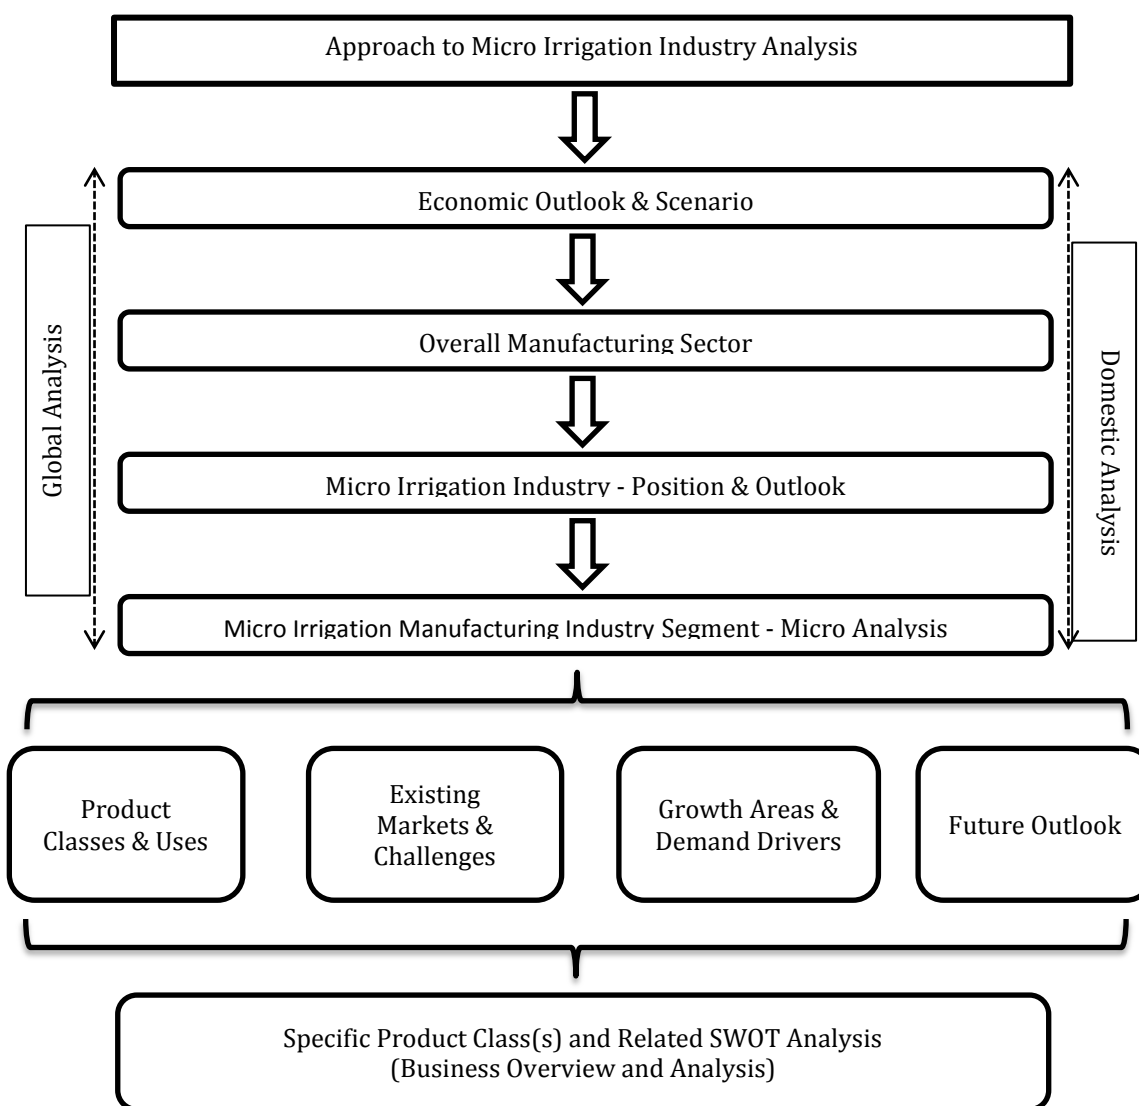 Approach to Micro Irrigation Industry Analysis
Economic Outlook & Scenario
Overall Manufacturing Sector
Global Analysis
Domestic Analysis
Micro Irrigation Industry - Position & Outlook
Micro Irrigation Manufacturing Industry Segment - Micro Analysis
Product
Classes & Uses
Existing
Markets &
Challenges
Growth Areas &
Demand Drivers
Future Outlook
Specific Product Class(s) and Related SWOT Analysis
(Business Overview and Analysis)